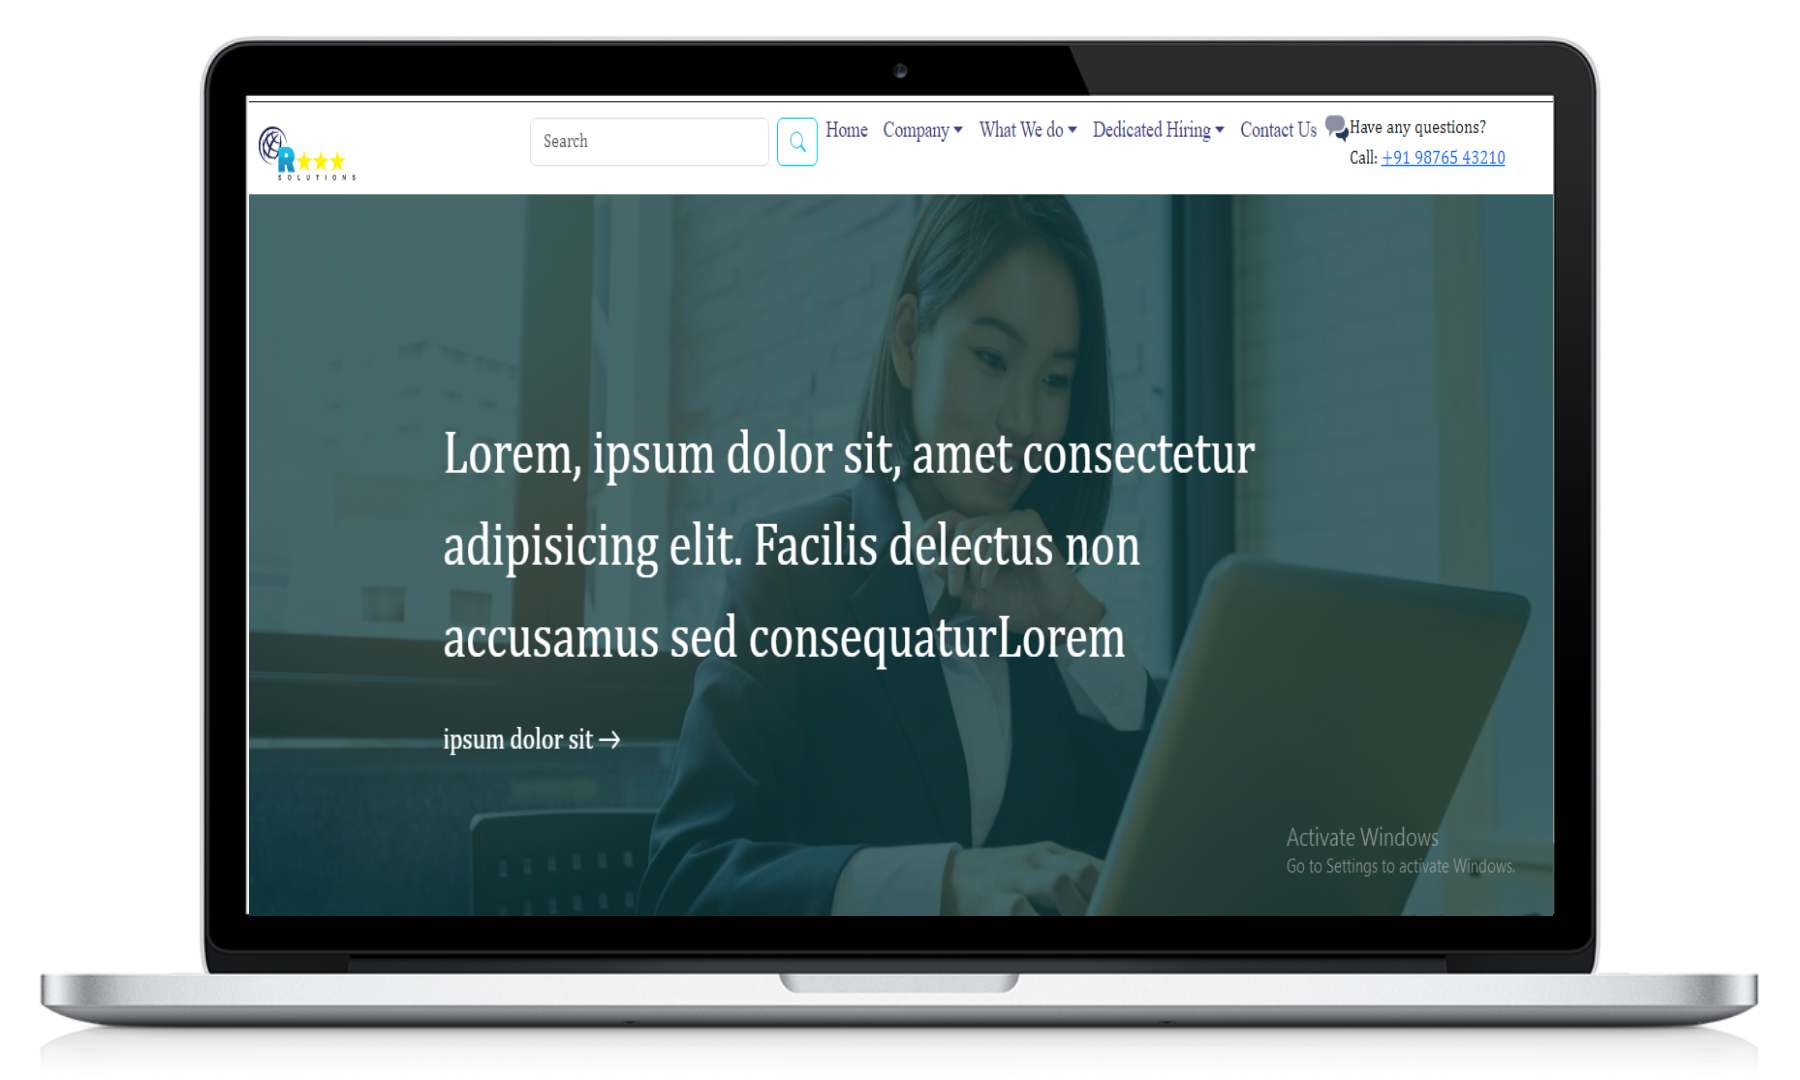 R★★★
SOLUTIONS
Search
Home Company What We do Dedicated Hiring Contact Us
Have any questions?
Call: +91 98765 43210
Lorem, ipsum dolor sit, amet consectetur
adipisicing elit. Facilis delectus non
accusamus sed consequaturLorem
ipsum dolor sit →
Activate Windows
Go to Settings to activate Windows.